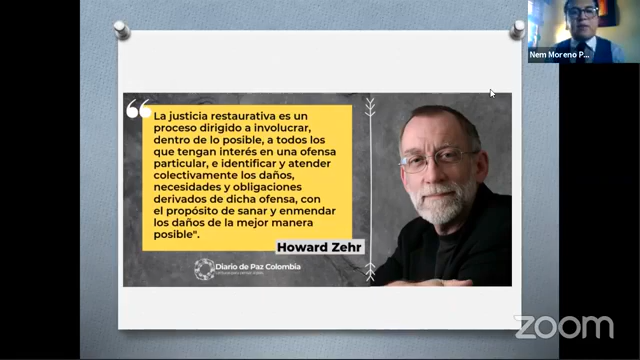 Nem Moreno P...
La justicia restaurativa es un
proceso dirigido a involucrar,
dentro de lo posible, a todos los
que tengan interés en una ofensa
particular, e identificar y atender
colectivamente los daños,
necesidades y obligaciones
derivados de dicha ofensa, con
el propósito de sanar y enmendar
los daños de la mejor manera
posible".
Howard Zehr
Diario de Paz Colombia
zoom